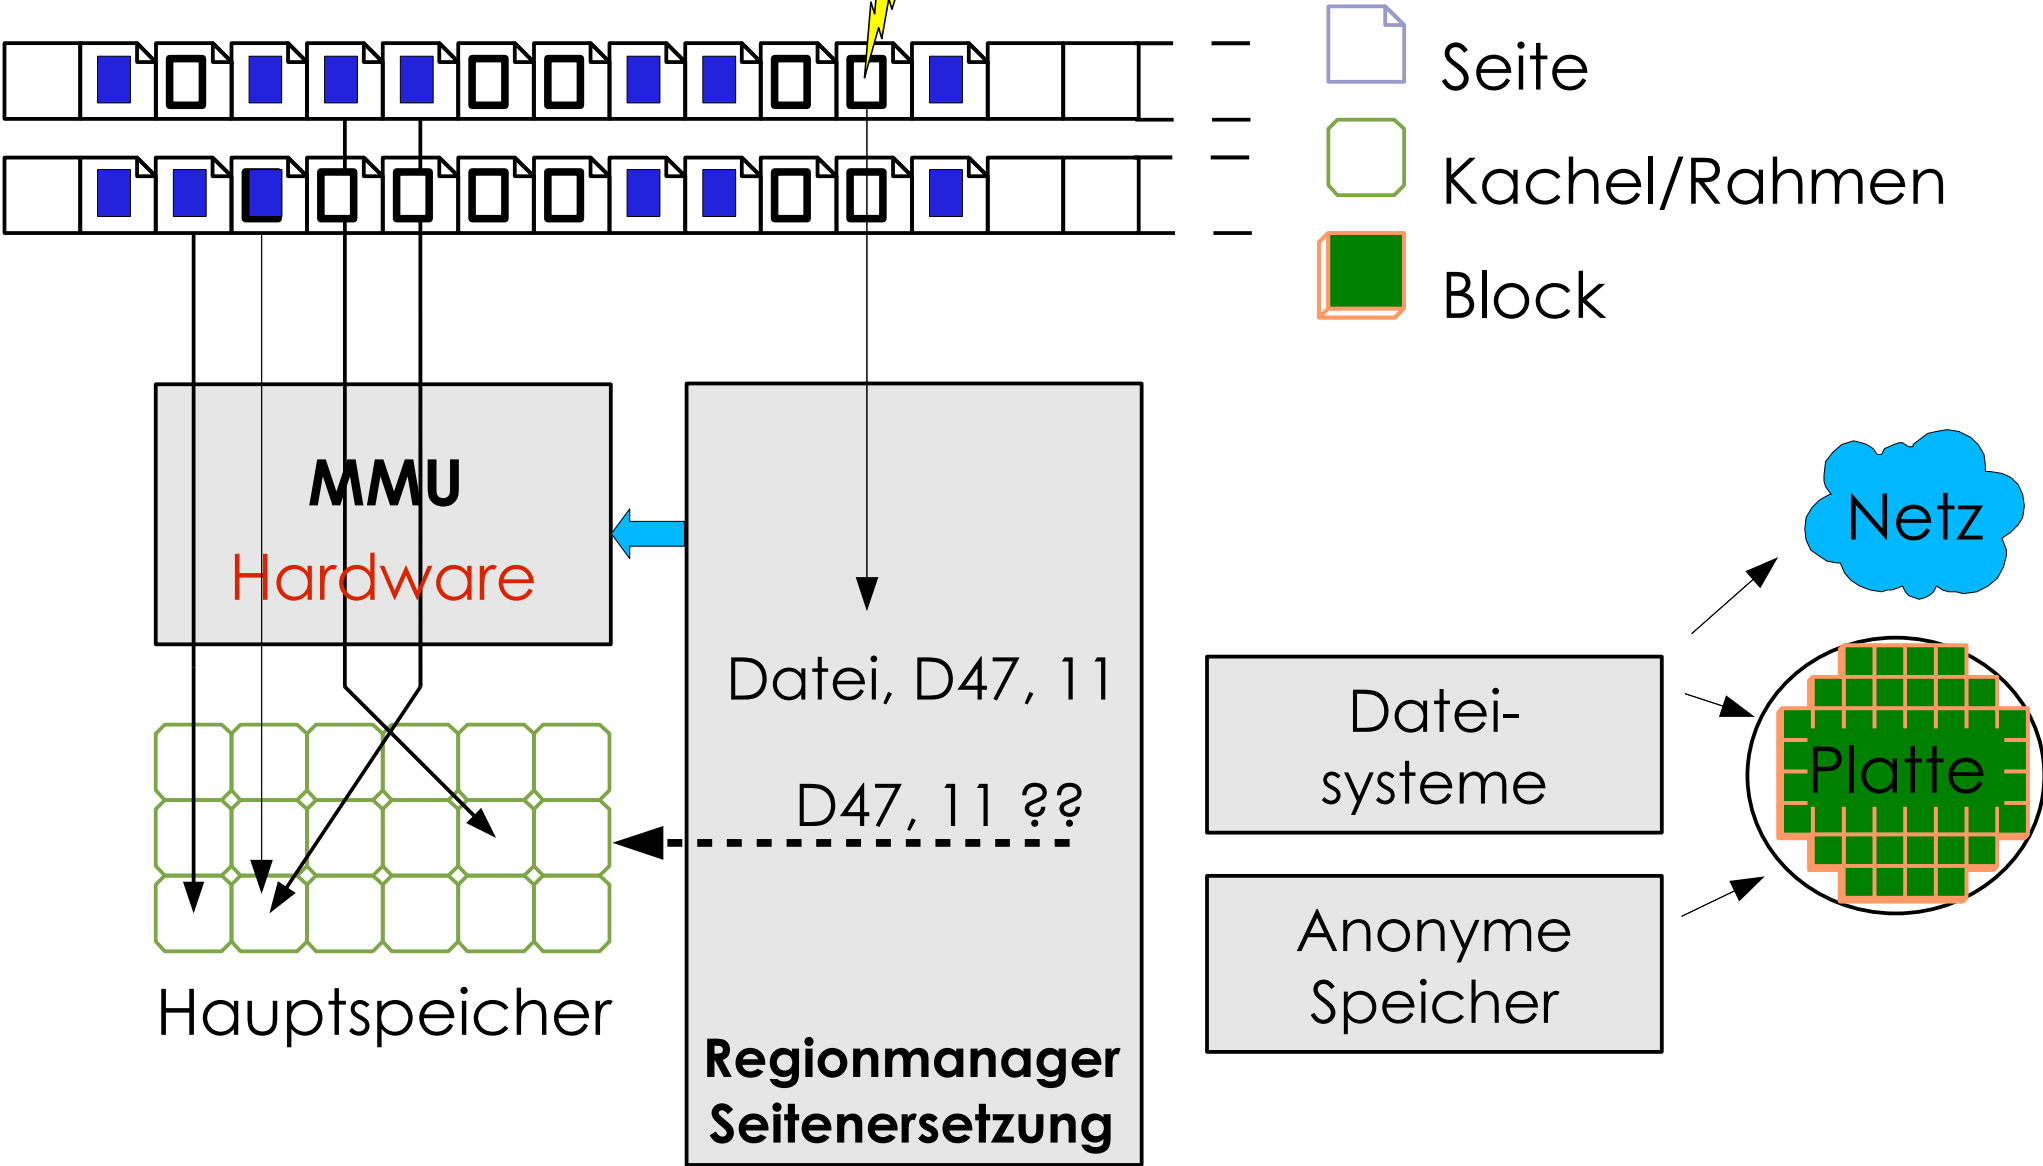 Seite
Kachel/Rahmen
Block
MMU
Hardware
Datei, D47, 11
D47, 11 ??
Regionmanager
Seitenersetzung
Hauptspeicher
Datei-
systeme
Anonyme
Speicher
Netz
Platte